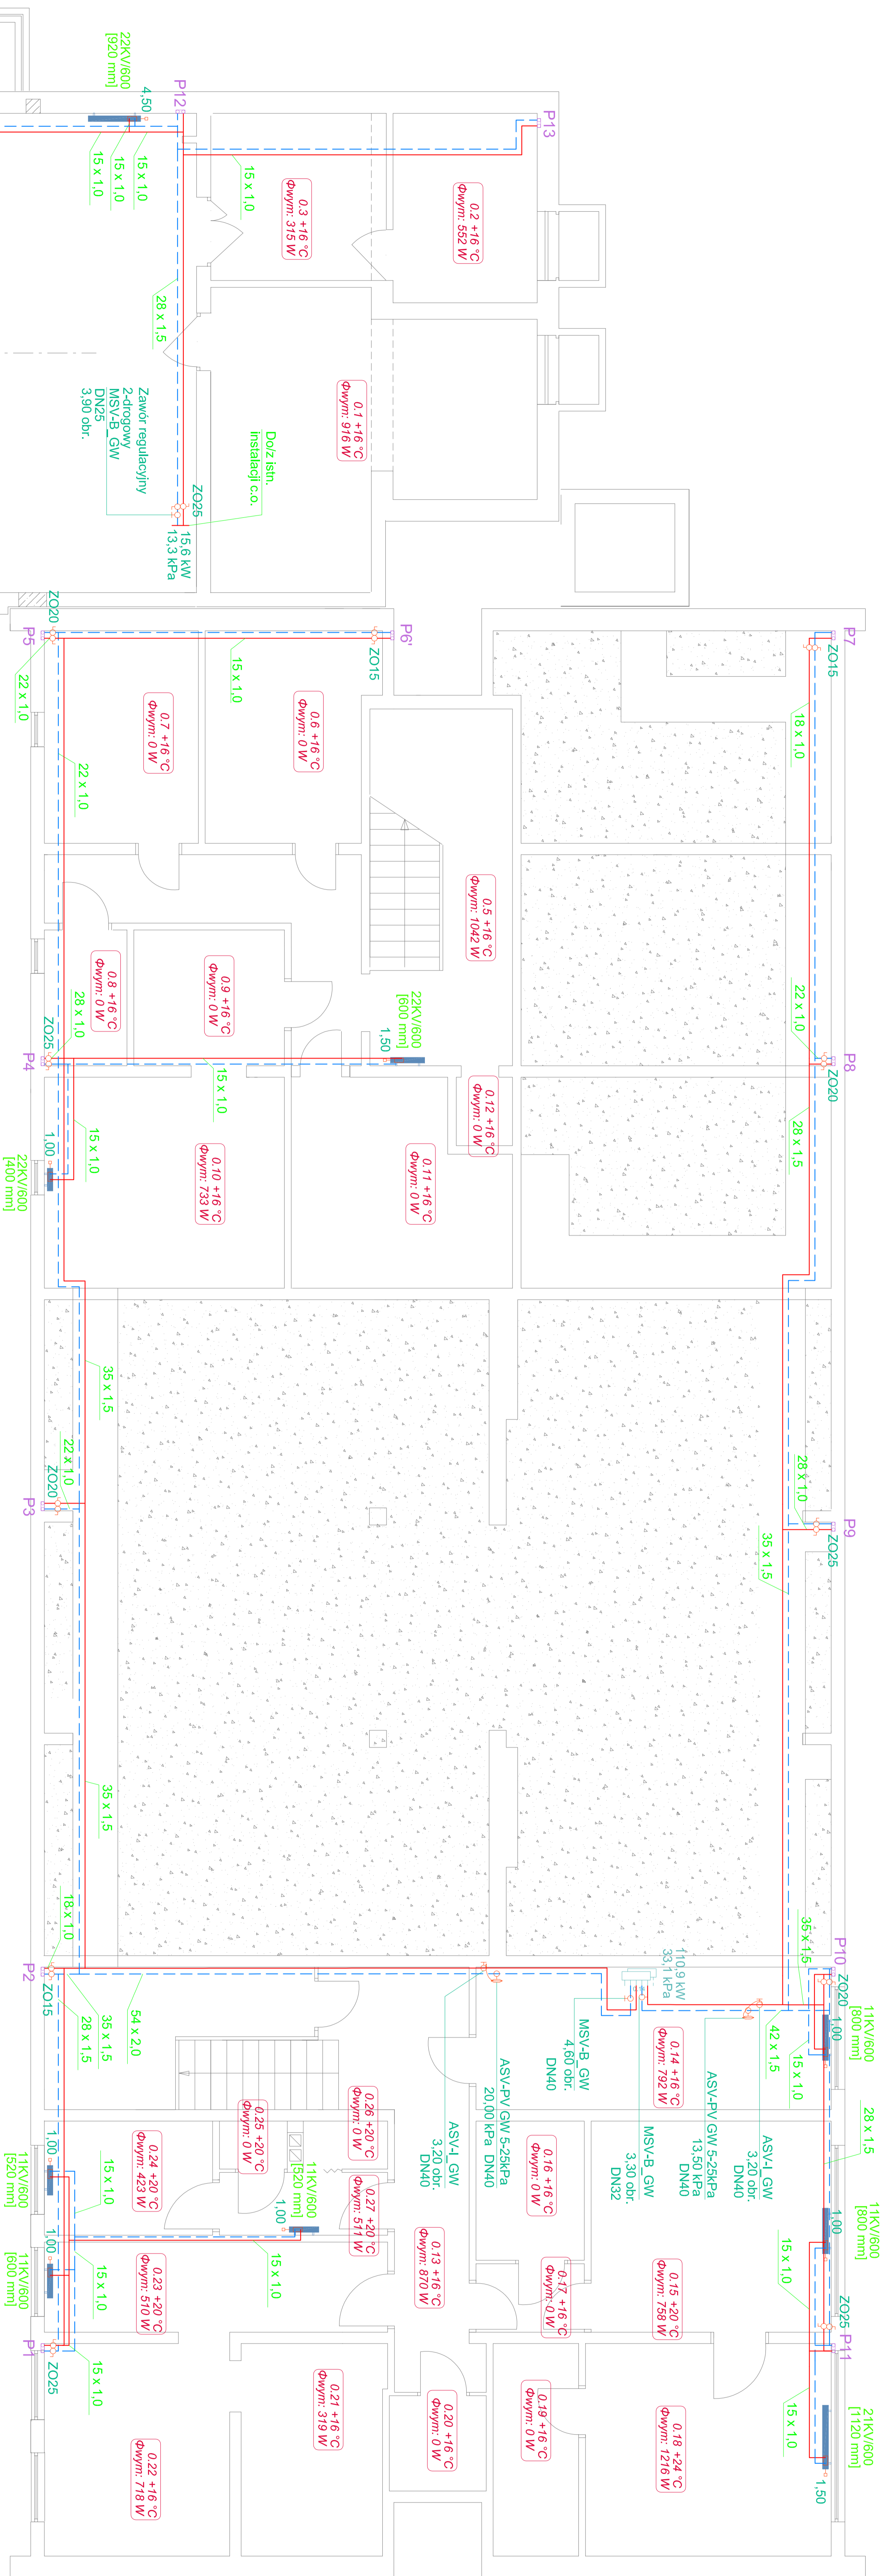 22KV/600
[920 mm]
4,50
P12
15 x 1,0
15 x 1,0
15 x 1,0
15 x 1,0
0.3 +16 °C
Φwym: 315 W
0.2 +16 °C
Φwym: 552 W
P13
28 x 1,5
Zawór regulacyjny
2-drogowy
MSV-B_GW
DN25
3,90 obr.
0.1 +16 °C
Φwym: 916 W
Do/z istn.
instalacji c.o.
ZO25
15,6 kW
13,3 kPa
ZO20
P5
22 x 1,0
22 x 1,0
0.7 +16 °C
Φwym: 0 W
15 x 1,0
0.6 +16 °C
Φwym: 0 W
ZO15
P6'
P7
ZO15
18 x 1,0
0.5 +16 °C
Φwym: 1042 W
0.8 +16 °C
Φwym: 0 W
0.9 +16 °C
Φwym: 0 W
28 x 1,0
ZO25
P4
15 x 1,0
22KV/600
[600 mm]
1,50
22 x 1,0
P8
ZO20
28 x 1,5
0.12 +16 °C
Φwym: 0 W
15 x 1,0
1,00
22KV/600
[400 mm]
0.10 +16 °C
Φwym: 733 W
0.11 +16 °C
Φwym: 0 W
35 x 1,5
22 x 1,0
ZO20
P3
28 x 1,0
P9
ZO25
35 x 1,5
35 x 1,5
18 x 1,0
P2
ZO15
35 x 1,5
28 x 1,5
54 x 2,0
110,9 kW
33,1 kPa
35 x 1,5
P10
ZO20
11KV/600
[800 mm]
1,00
15 x 1,0
42 x 1,5
28 x 1,5
MSV-B_GW
4,60 obr.
DN40
0.14 +16 °C
Φwym: 792 W
ASV-PV GW 5-25kPa
20,00 kPa DN40
ASV-I_GW
3,20 obr.
DN40
ASV-PV GW 5-25kPa
13,50 kPa
DN40
ASV-I_GW
3,20 obr.
DN40
MSV-B_GW
3,30 obr.
DN32
0.24 +20 °C
Φwym: 423 W
0.25 +20 °C
Φwym: 0 W
0.26 +20 °C
Φwym: 0 W
0.27 +20 °C
Φwym: 511 W
0.16 +16 °C
Φwym: 0 W
11KV/600
[520 mm]
1,00
15 x 1,0
11KV/600
[520 mm]
1,00
15 x 1,0
11KV/600
[800 mm]
1,00
15 x 1,0
0.13 +16 °C
Φwym: 870 W
0.17 +16 °C
Φwym: 0 W
0.15 +20 °C
Φwym: 758 W
0.23 +20 °C
Φwym: 510 W
1,00
11KV/600
[600 mm]
15 x 1,0
P1
ZO25
15 x 1,0
ZO25
P11
15 x 1,0
21KV/600
[1120 mm]
1,50
0.22 +16 °C
Φwym: 718 W
0.21 +16 °C
Φwym: 319 W
0.20 +16 °C
Φwym: 0 W
0.19 +16 °C
Φwym: 0 W
0.18 +24 °C
Φwym: 1216 W